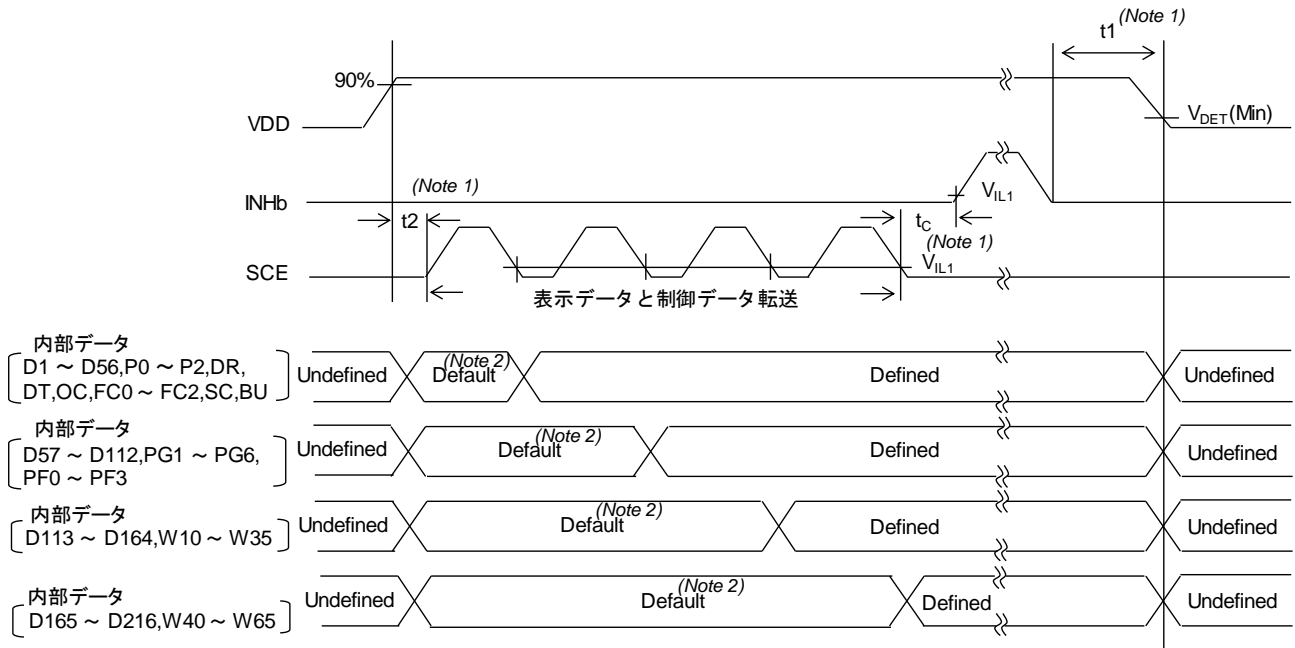 t1 (Note 1)
90%
VDD
VDET(Min)
(Note 1)
INHb
VIL1
t2
tC
(Note 1)
SCE
VIL1
表示データと制御データ転送
内部データ
D1 ~ D56,P0 ~ P2,DR,
DT,OC,FC0 ~ FC2,SC,BU
Undefined
Default (Note 2)
Defined
Undefined
内部データ
D57 ~ D112,PG1 ~ PG6,
PF0 ~ PF3
Undefined
Default (Note 2)
Defined
Undefined
内部データ
D113 ~ D164,W10 ~ W35
Undefined
Default (Note 2)
Defined
Undefined
内部データ
D165 ~ D216,W40 ~ W65
Undefined
Default (Note 2)
Defined
Undefined